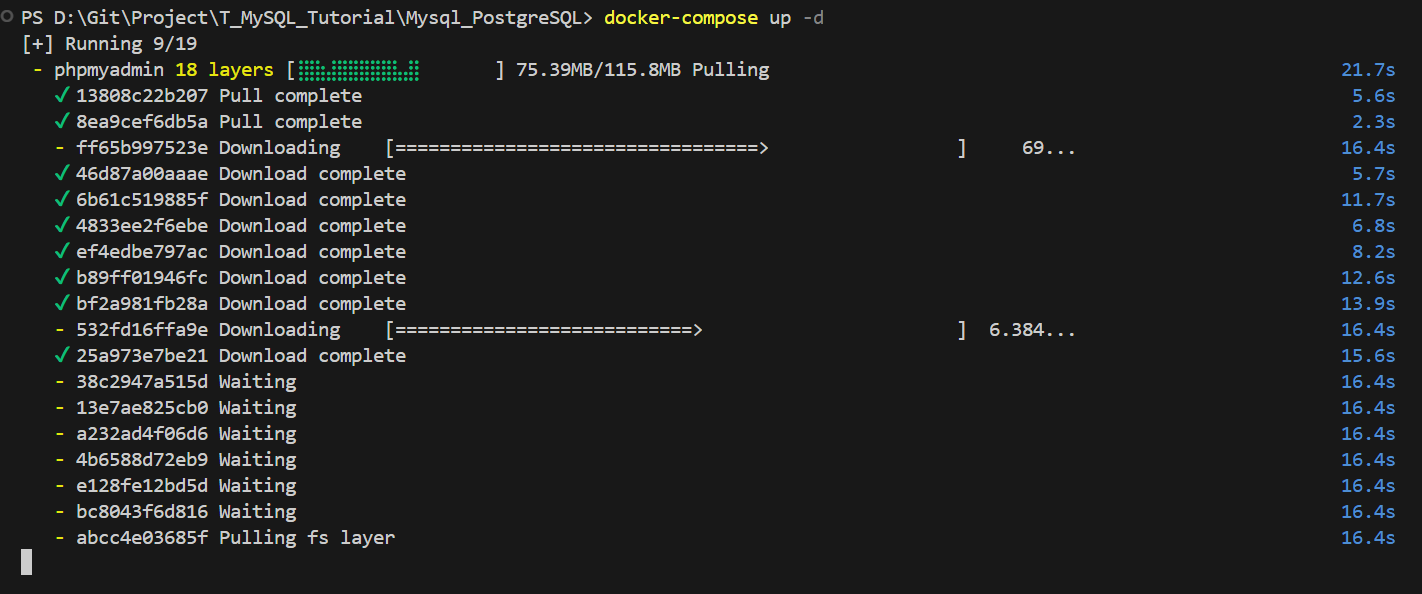 PS D:\Git\Project\T_MySQL_Tutorial\Mysql_PostgreSQL> docker-compose up -d
[+] Running 9/19
- phpmyadmin 18 layers [⣿⣿⣦⣿⣿⣿⣿⣿⣿⣄⣿        ] 75.39MB/115.8MB Pulling 21.7s
✓ 13808c22b207 Pull complete 5.6s
✓ 8ea9cef6db5a Pull complete 2.3s
- ff65b997523e Downloading [=================================>                 ] 69... 16.4s
✓ 46d87a00aaae Download complete 5.7s
✓ 6b61c519885f Download complete 11.7s
✓ 4833ee2f6ebe Download complete 6.8s
✓ ef4edbe797ac Download complete 8.2s
✓ b89ff01946fc Download complete 12.6s
✓ bf2a981fb28a Download complete 13.9s
- 532fd16ffa9e Downloading [===========================>                       ] 6.384... 16.4s
✓ 25a973e7be21 Download complete 15.6s
- 38c2947a515d Waiting 16.4s
- 13e7ae825cb0 Waiting 16.4s
- a232ad4f06d6 Waiting 16.4s
- 4b6588d72eb9 Waiting 16.4s
- e128fe12bd5d Waiting 16.4s
- bc8043f6d816 Waiting 16.4s
- abcc4e03685f Pulling fs layer 16.4s